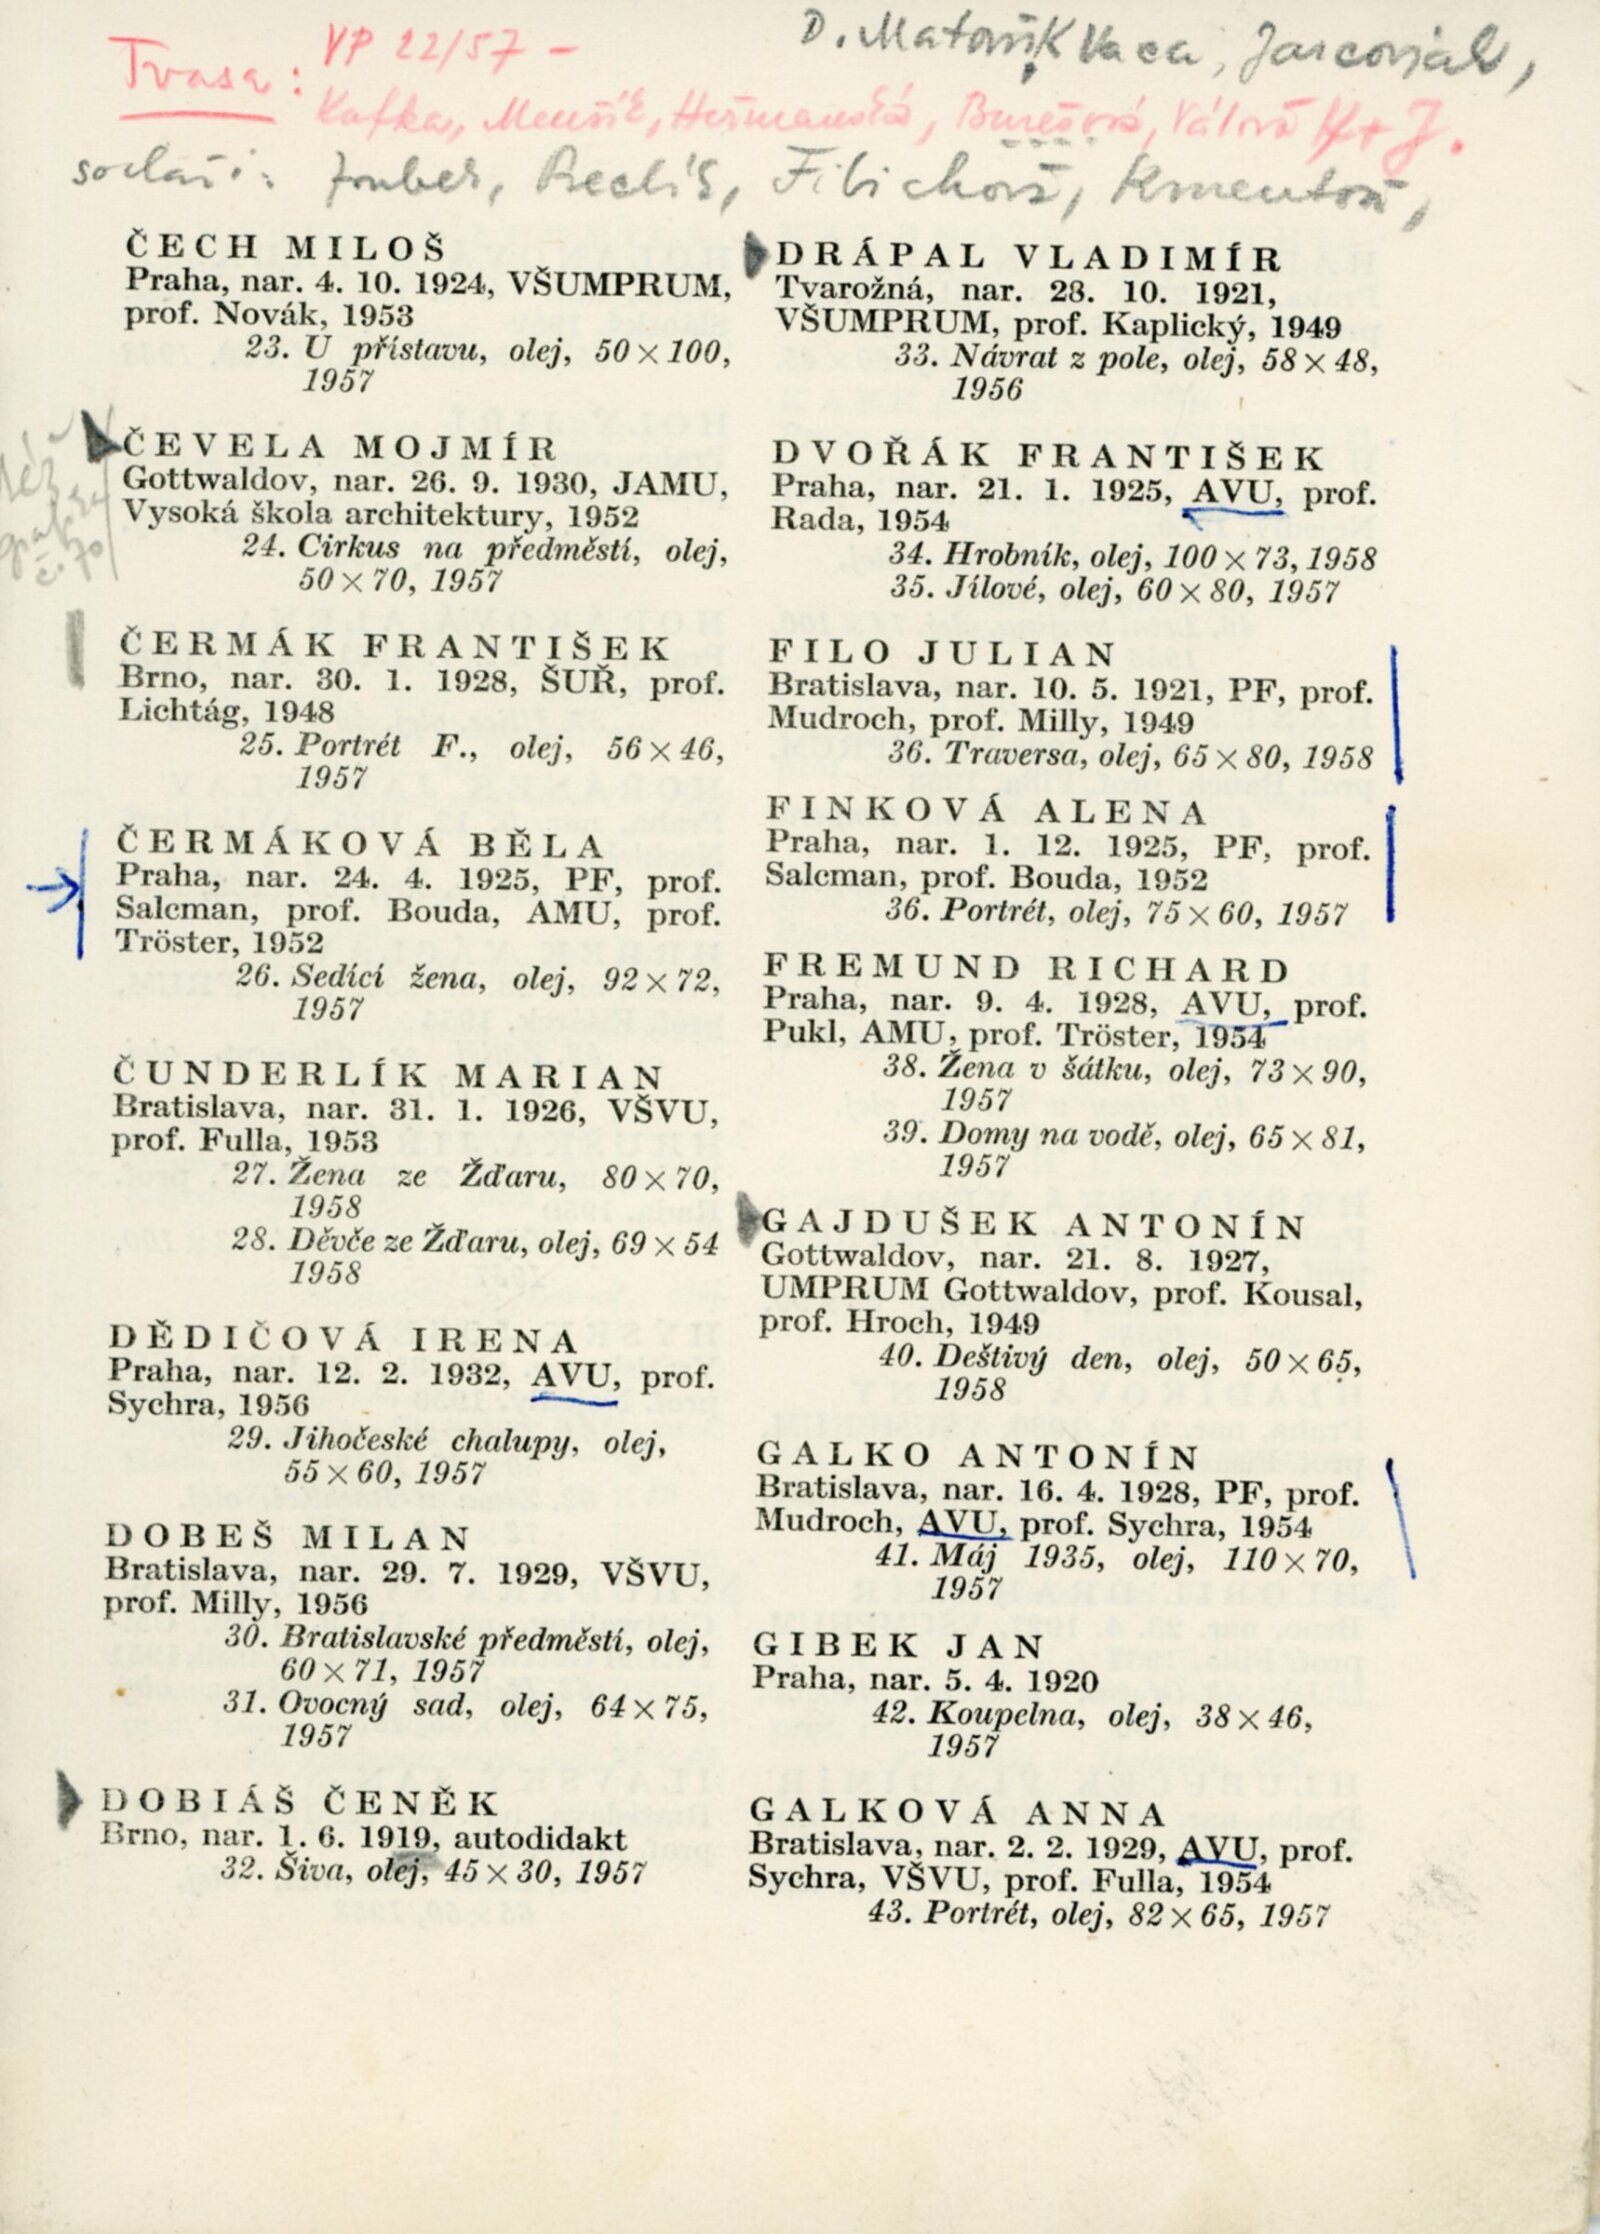 D. Matoušk Vaca, Jarcovják,
Trasa: VP 22/57 -
Kafka, Menšík, Heřmanská, Burešová, Válová K + J.
sochaři: Preclík, Fibichová, Kmentová,
ČECH MILOŠ
Praha, nar. 4. 10. 1924, VŠUMPRUM,
prof. Novák, 1953
23. U přístavu, olej, 50 × 100,
1957
ČEVELA MOJMÍR
Gottwaldov, nar. 26. 9. 1930, JAMU,
Vysoká škola architektury, 1952
24. Cirkus na předměstí, olej,
50 × 70, 1957
č. 70
ČERMÁK FRANTIŠEK
Brno, nar. 30. 1. 1928, ŠUŘ, prof.
Lichtág, 1948
25. Portrét F., olej, 56 × 46,
1957
ČERMÁKOVÁ BĚLA
Praha, nar. 24. 4. 1925, PF, prof.
Salcman, prof. Bouda, AMU, prof.
Tröster, 1952
26. Sedící žena, olej, 92 × 72,
1957
ČUNDERLÍK MARIAN
Bratislava, nar. 31. 1. 1926, VŠVU,
prof. Fulla, 1953
27. Žena ze Žďaru, 80 × 70,
1958
28. Děvče ze Žďaru, olej, 69 × 54
1958
DĚDIČOVÁ IRENA
Praha, nar. 12. 2. 1932, AVU, prof.
Sychra, 1956
29. Jihočeské chalupy, olej,
55 × 60, 1957
DOBEŠ MILAN
Bratislava, nar. 29. 7. 1929, VŠVU,
prof. Milly, 1956
30. Bratislavské předměstí, olej,
60 × 71, 1957
31. Ovocný sad, olej, 64 × 75,
1957
DOBIÁŠ ČENĚK
Brno, nar. 1. 6. 1919, autodidakt
32. Šiva, olej, 45 × 30, 1957
DRÁPAL VLADIMÍR
Tvarožná, nar. 28. 10. 1921,
VŠUMPRUM, prof. Kaplický, 1949
33. Návrat z pole, olej, 58 × 48,
1956
DVOŘÁK FRANTIŠEK
Praha, nar. 21. 1. 1925, AVU, prof.
Rada, 1954
34. Hrobník, olej, 100 × 73, 1958
35. Jílové, olej, 60 × 80, 1957
FILO JULIAN
Bratislava, nar. 10. 5. 1921, PF, prof.
Mudroch, prof. Milly, 1949
36. Traversa, olej, 65 × 80, 1958
FINKOVÁ ALENA
Praha, nar. 1. 12. 1925, PF, prof.
Salcman, prof. Bouda, 1952
36. Portrét, olej, 75 × 60, 1957
FREMUND RICHARD
Praha, nar. 9. 4. 1928, AVU, prof.
Pukl, AMU, prof. Tröster, 1954
38. Žena v šátku, olej, 73 × 90,
1957
39. Domy na vodě, olej, 65 × 81,
1957
GAJDUŠEK ANTONÍN
Gottwaldov, nar. 21. 8. 1927,
UMPRUM Gottwaldov, prof. Kousal,
prof. Hroch, 1949
40. Deštivý den, olej, 50 × 65,
1958
GALKO ANTONÍN
Bratislava, nar. 16. 4. 1928, PF, prof.
Mudroch, AVU, prof. Sychra, 1954
41. Máj 1935, olej, 110 × 70,
1957
GIBEK JAN
Praha, nar. 5. 4. 1920
42. Koupelna, olej, 38 × 46,
1957
GALKOVÁ ANNA
Bratislava, nar. 2. 2. 1929, AVU, prof.
Sychra, VŠVU, prof. Fulla, 1954
43. Portrét, olej, 82 × 65, 1957